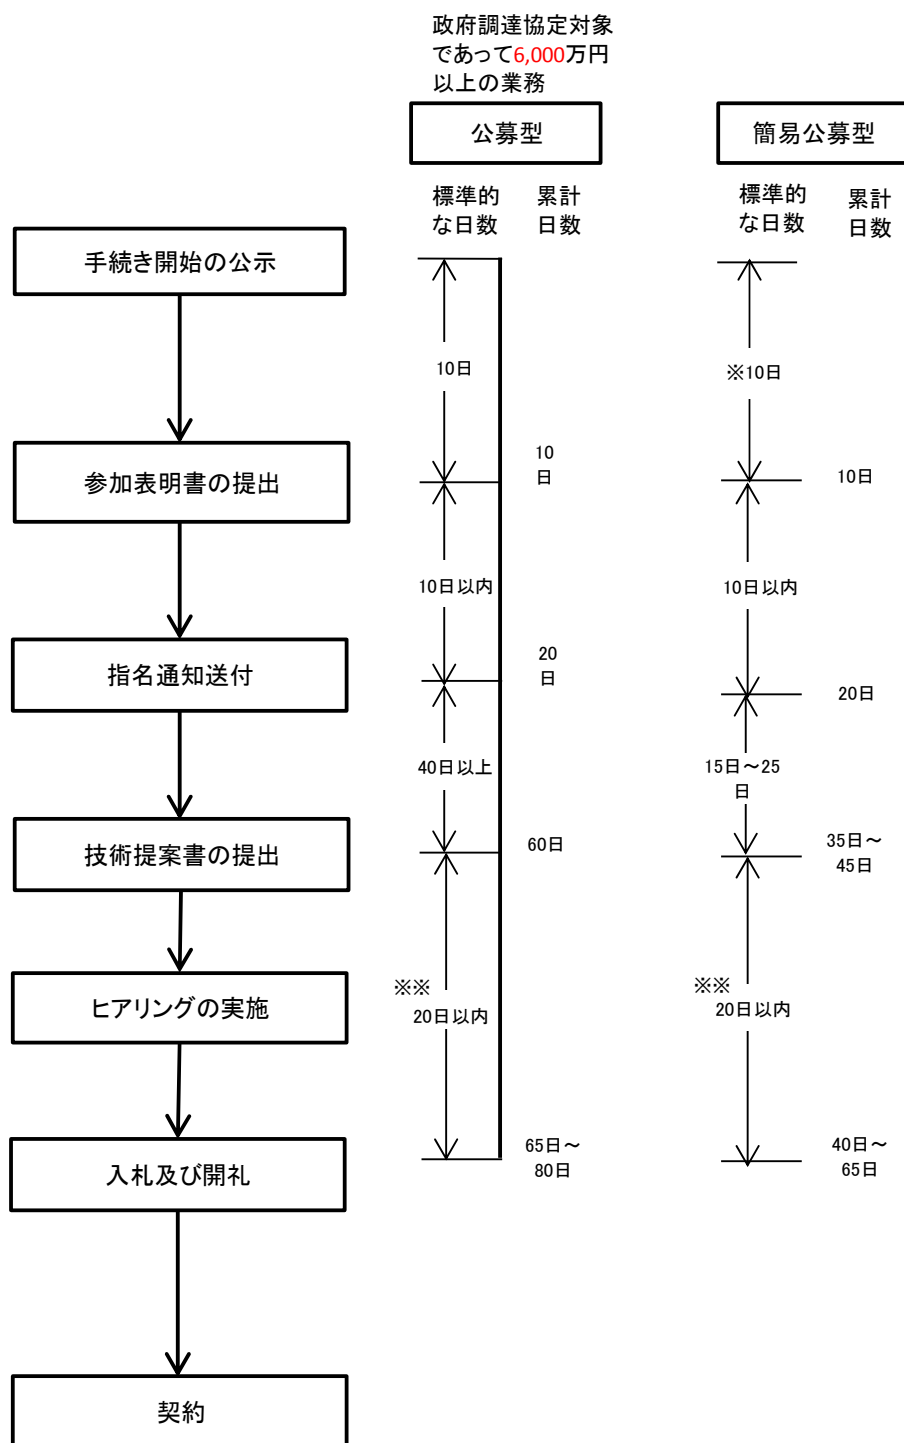 政府調達協定対象
であって6,000万円
以上の業務
公募型
簡易公募型
標準的
な日数
累計
日数
標準的
な日数
累計
日数
手続き開始の公示
10日
※10日
参加表明書の提出
10
日
10日
10日以内
10日以内
指名通知送付
20
日
20日
40日以上
15日～25
日
技術提案書の提出
60日
35日～
45日
ヒアリングの実施
※※
20日以内
※※
20日以内
入札及び開礼
65日～
80日
40日～
65日
契約